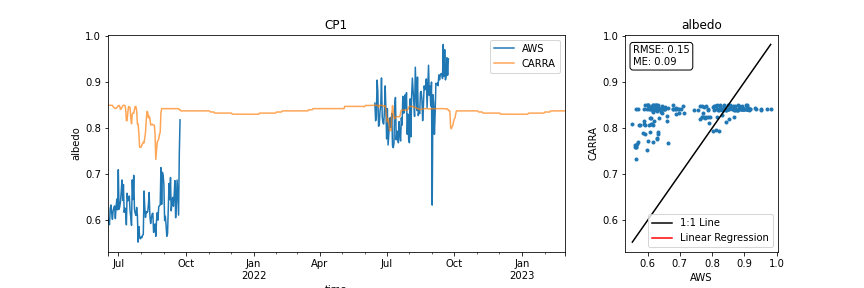 CP1
albedo
1.0
0.9
0.8
0.7
0.6
albedo
AWS
CARRA
Jul
Oct
Jan
2022
Apr
Jul
Oct
Jan
2023
albedo
1.0
0.9
0.8
0.7
0.6
CARRA
RMSE: 0.15
ME: 0.09
1:1 Line
Linear Regression
0.6
0.7
0.8
0.9
1.0
AWS